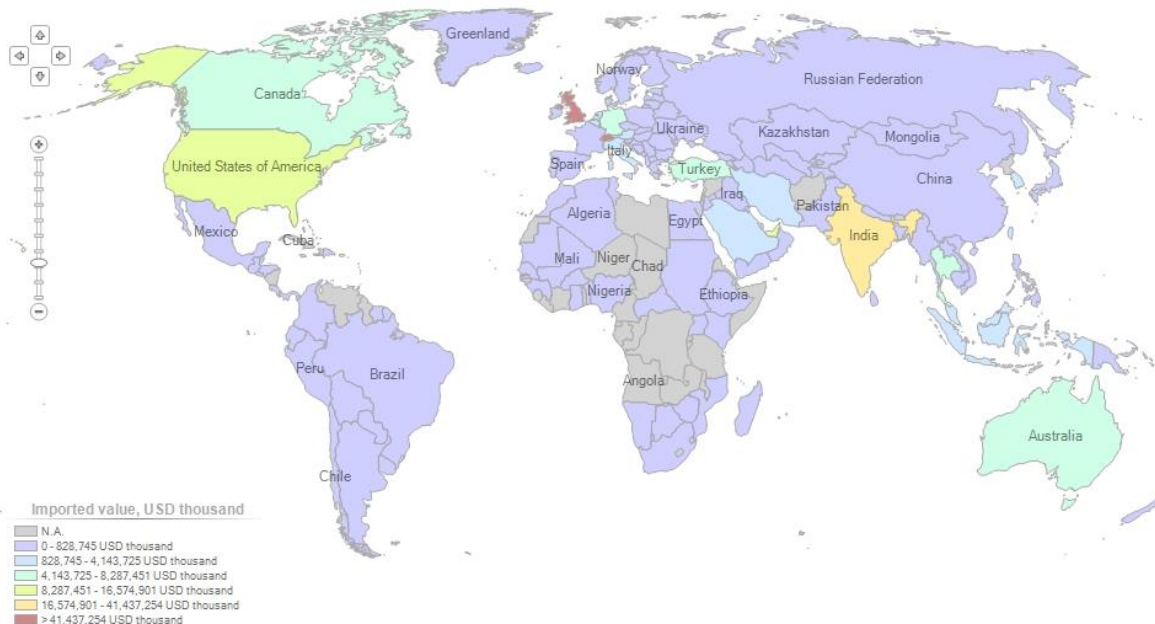 Greenland
Norway
Russian Federation
Canada
Ukraine
Kazakhstan
Mongolia
United States of America
Spain
Italy
Turkey
China
Iraq
Pakistan
Algeria
Egypt
Mexico
Cuba
India
Mali
Niger
Chad
Nigeria
Ethiopia
Peru
Brazil
Angola
Australia
Chile
Imported value, USD thousand
N.A.
0 - 828,745 USD thousand
828,745 - 4,143,725 USD thousand
4,143,725 - 8,287,451 USD thousand
8,287,451 - 16,574,901 USD thousand
16,574,901 - 41,437,254 USD thousand
> 41,437,254 USD thousand